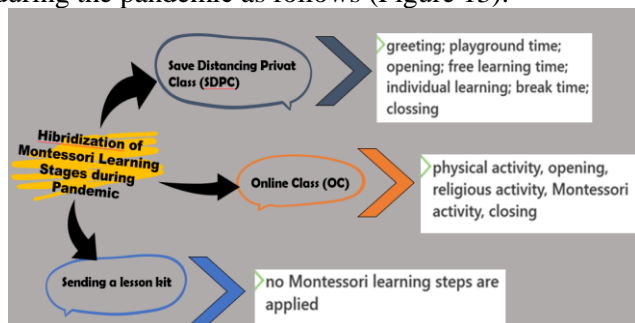 during the pandemic as follows (Figure 15).
Save Distancing Privat
Class (SDPC)
greeting; playground time;
opening; free learning time;
individual learning; break time;
clossing
Hibridization of
Montessori Learning
Stages during
Pandemic
Online Class (OC)
physical activity, opening,
religious activity, Montessori
activity, closing
Sending a lesson kit
no Montessori learning steps are
applied